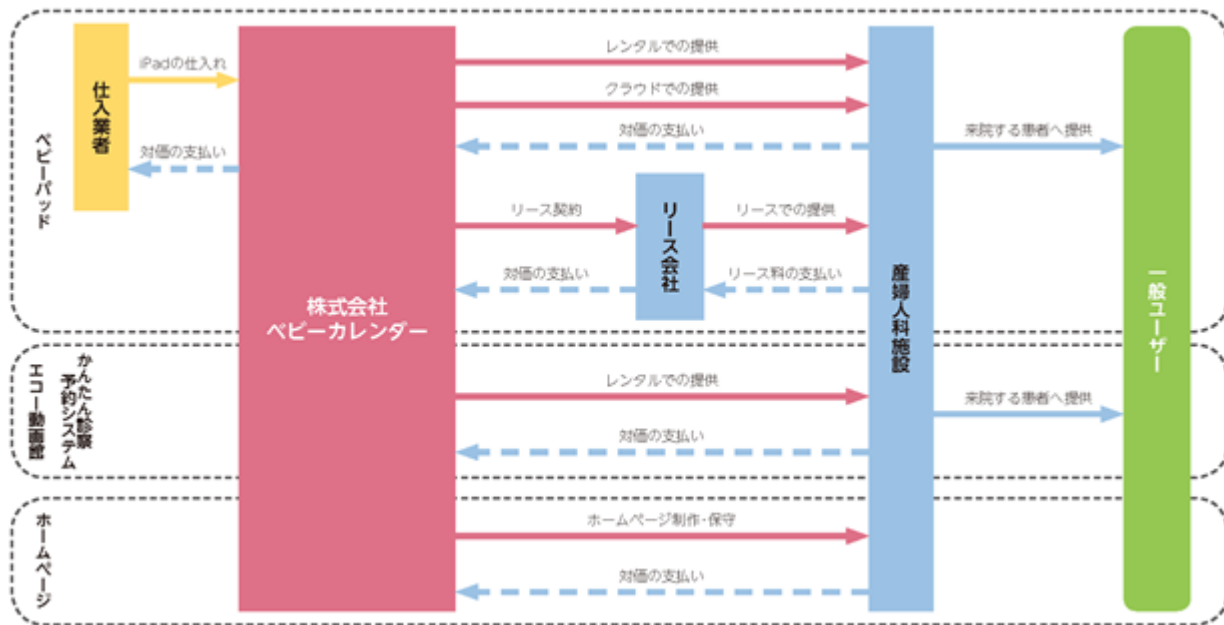 ベビーパッド
仕入業者
iPadの仕入れ
対価の支払い
株式会社
ベビーカレンダー
レンタルでの提供
クラウドでの提供
対価の支払い
リース契約
対価の支払い
リース会社
リースでの提供
リース料の支払い
産婦人科施設
来院する患者へ提供
一般ユーザー
かんたん診察
予約システム
エコー動画館
レンタルでの提供
対価の支払い
来院する患者へ提供
ホームページ
ホームページ制作・保守
対価の支払い